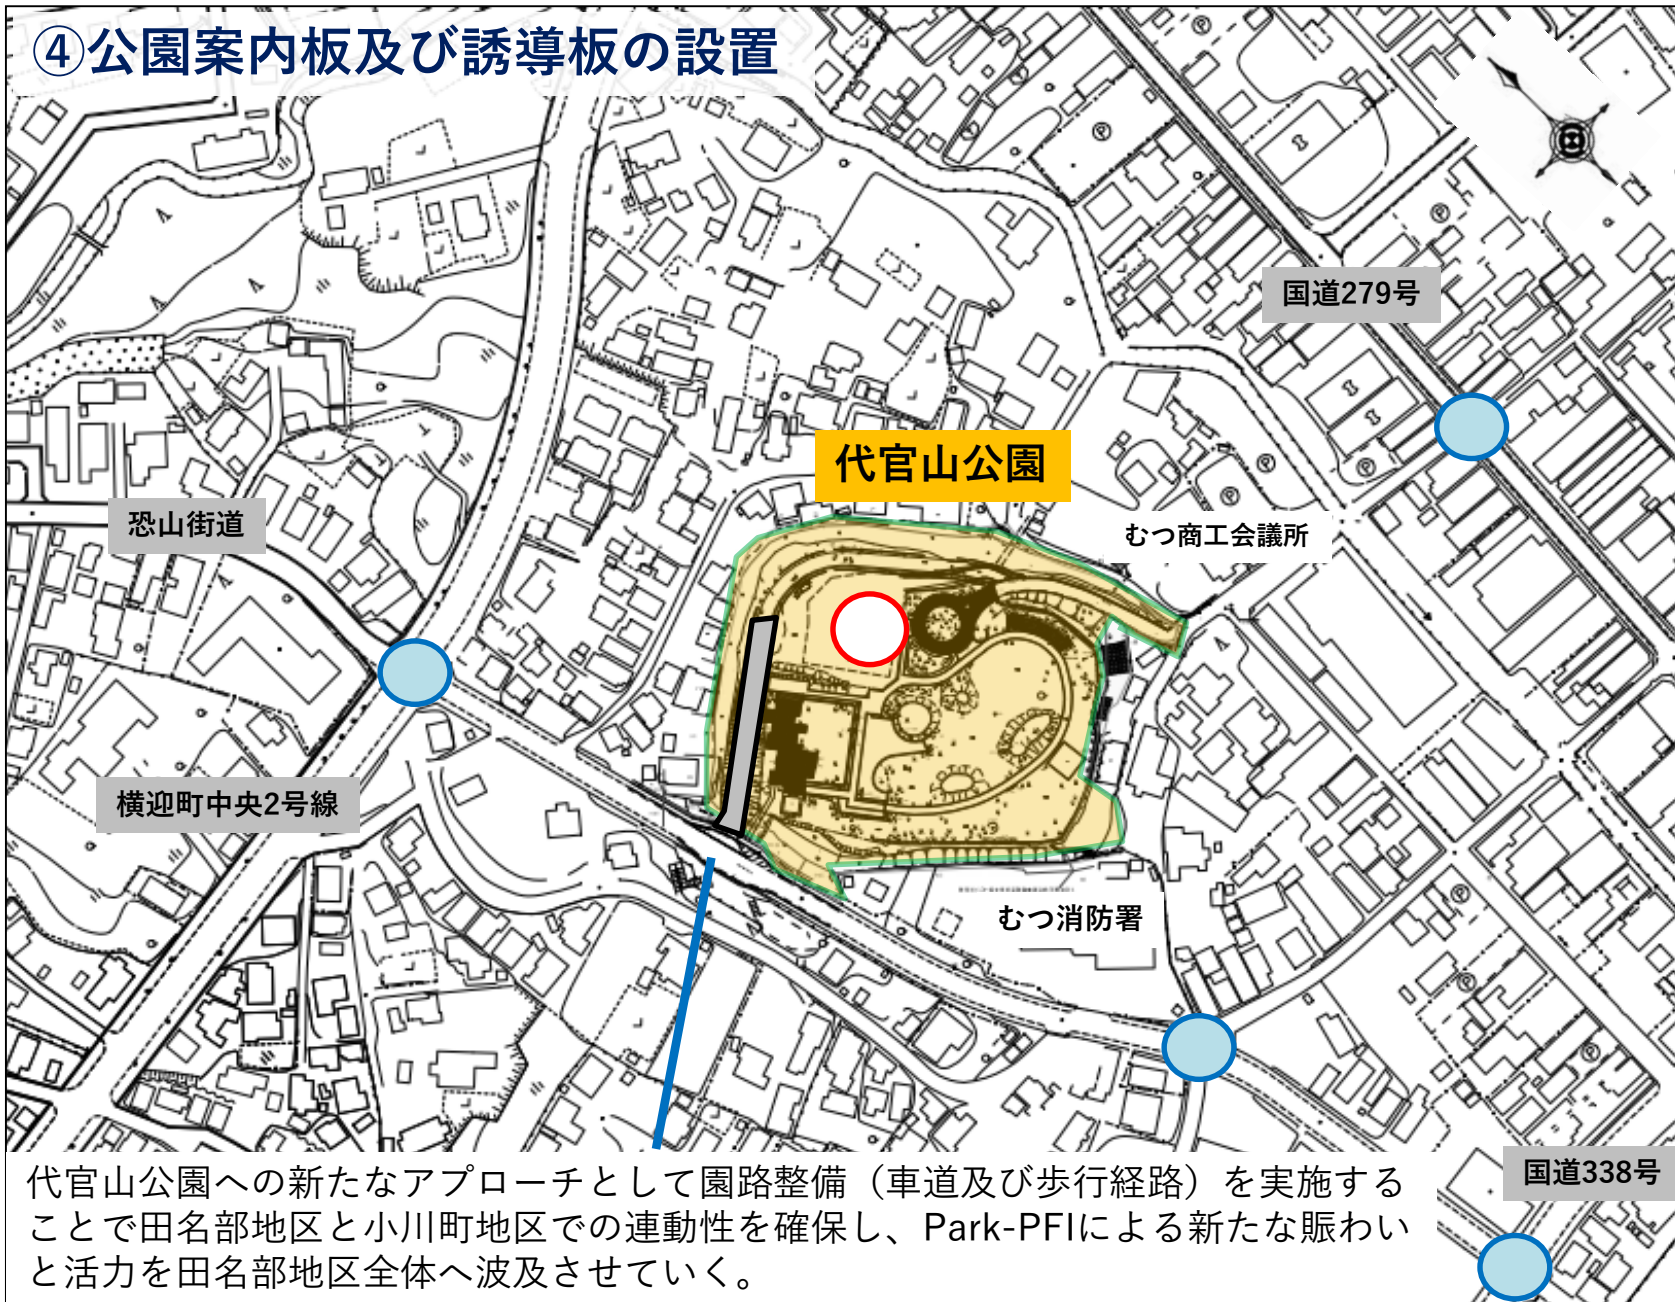 ④公園案内板及び誘導板の設置
国道279号
代官山公園
恐山街道
むつ商工会議所
横迎町中央2号線
むつ消防署
国道338号
代官山公園への新たなアプローチとして園路整備（車道及び歩行経路）を実施する
ことで田名部地区と小川町地区での連動性を確保し、Park-PFIによる新たな賑わい
と活力を田名部地区全体へ波及させていく。